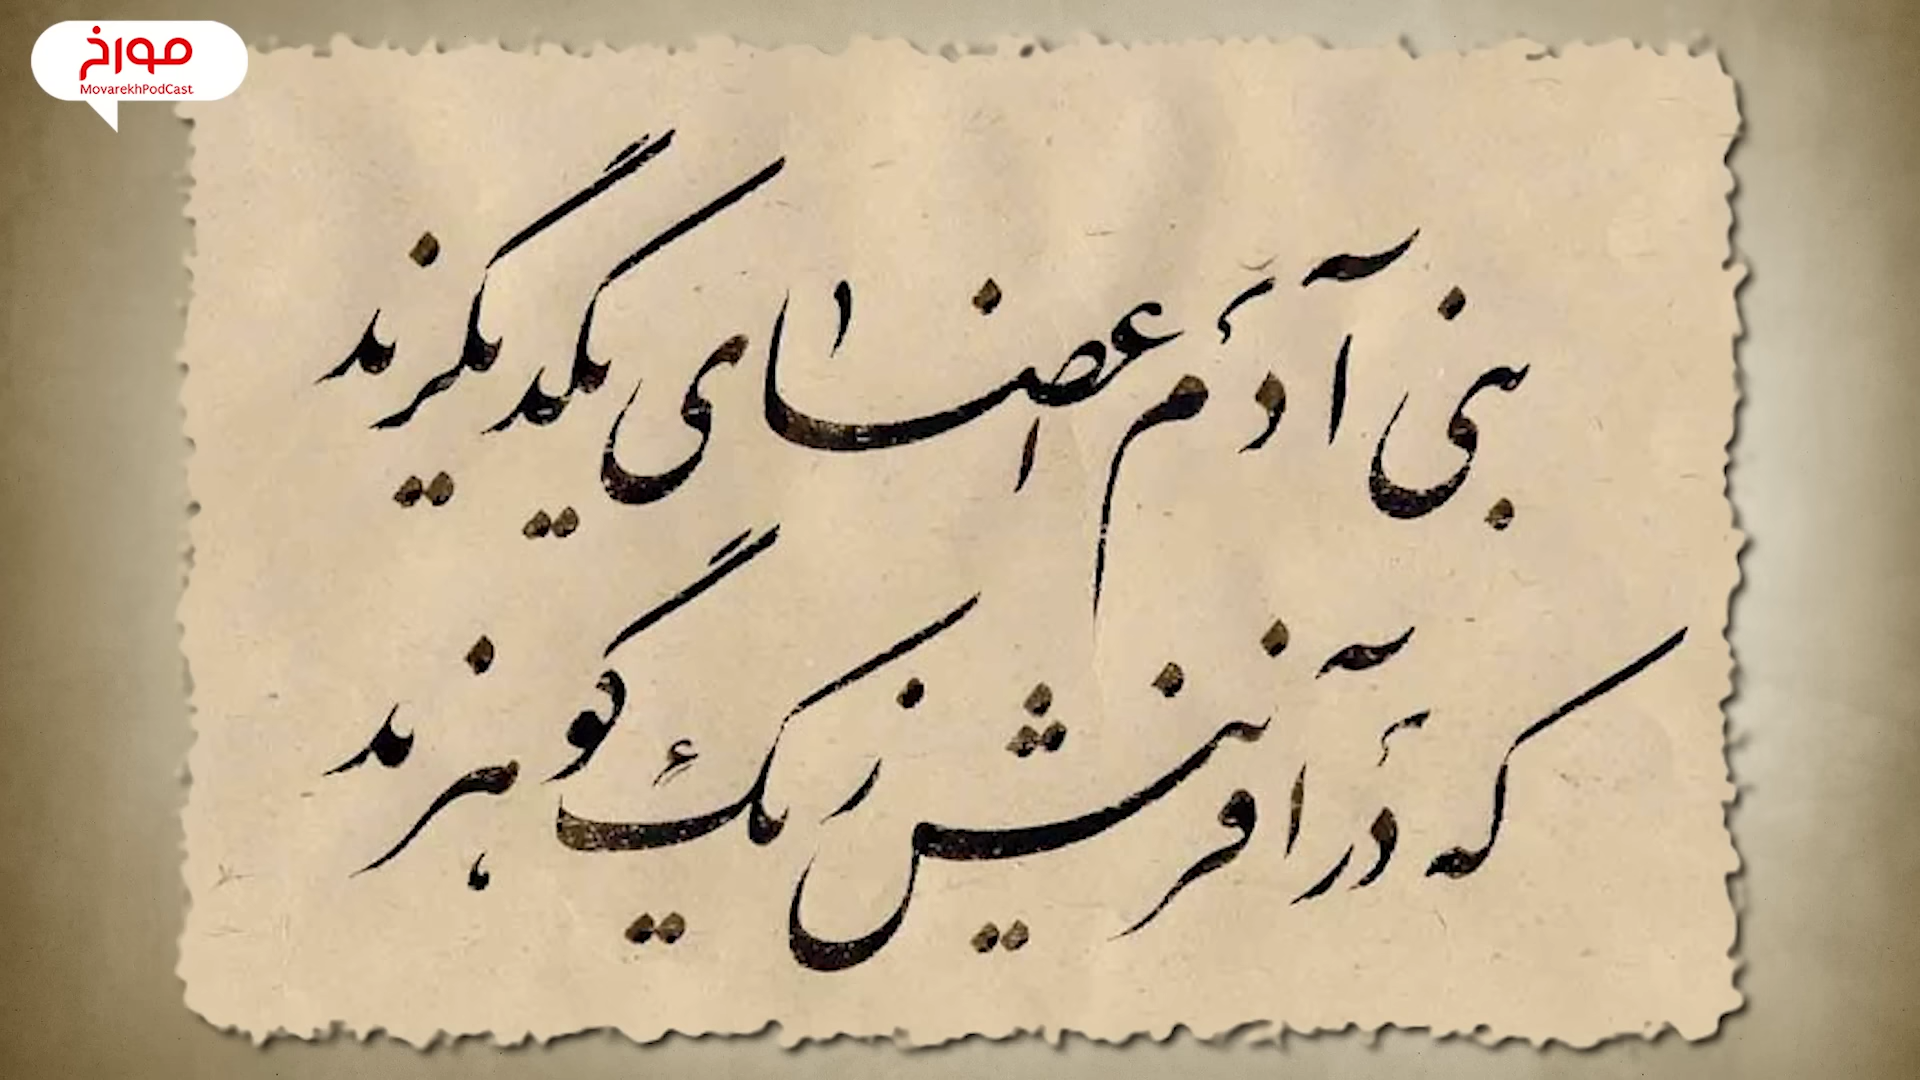 مورخ
MovarekhPodCast
بنی آدم اعضای یکدیگرند
که در آفرینش ز یک گوهرند